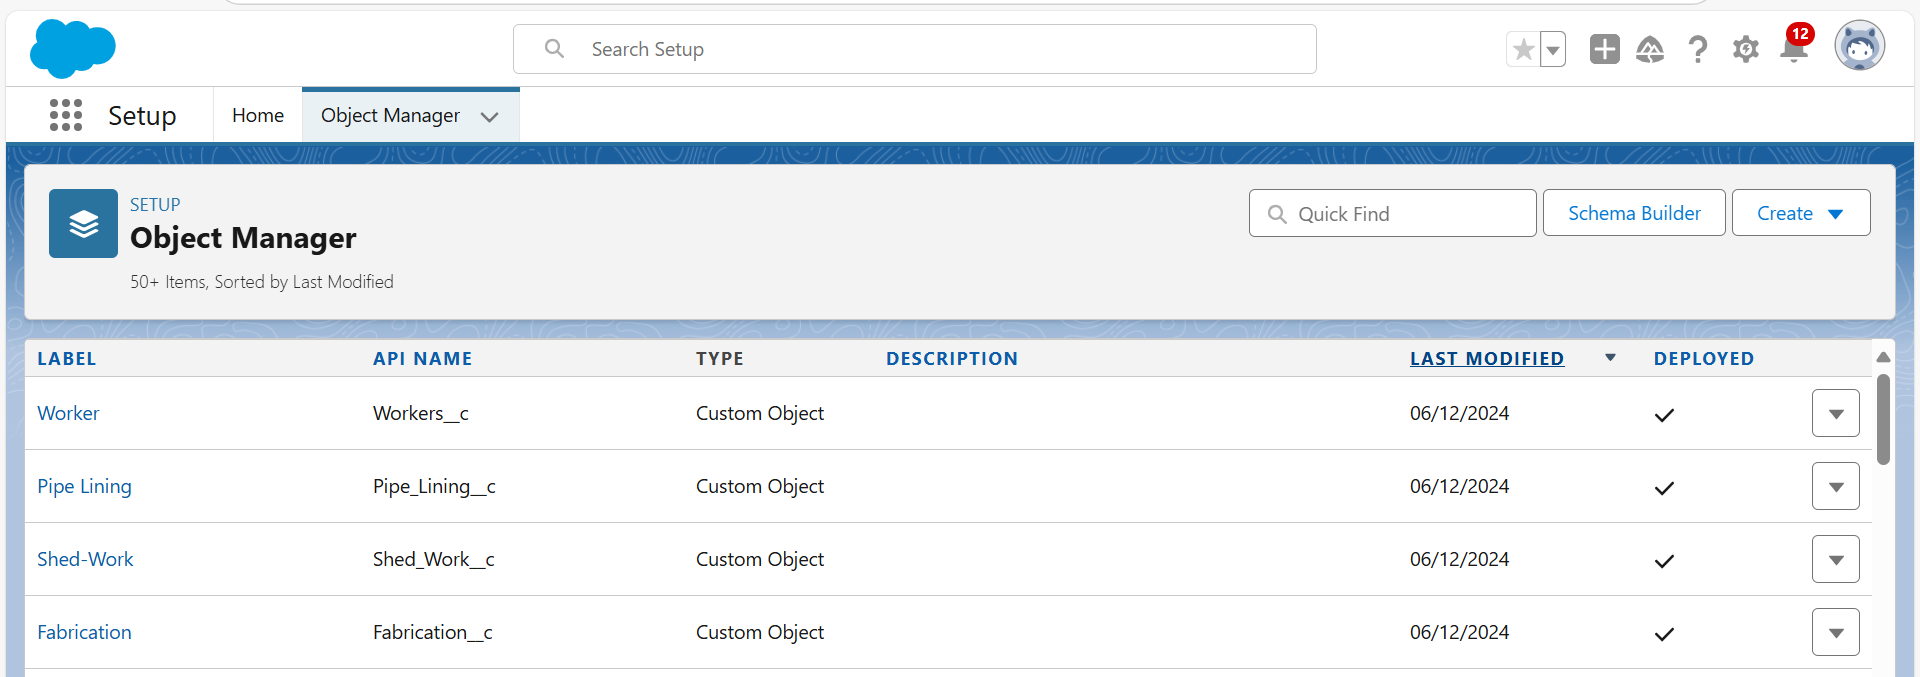 Search Setup
12
Setup
Home
Object Manager
SETUP
Object Manager
50+ Items, Sorted by Last Modified
Quick Find
Schema Builder
Create
LABEL API NAME TYPE DESCRIPTION LAST MODIFIED DEPLOYED
Worker Workers__c Custom Object 06/12/2024
Pipe Lining Pipe_Lining__c Custom Object 06/12/2024
Shed-Work Shed_Work__c Custom Object 06/12/2024
Fabrication Fabrication__c Custom Object 06/12/2024